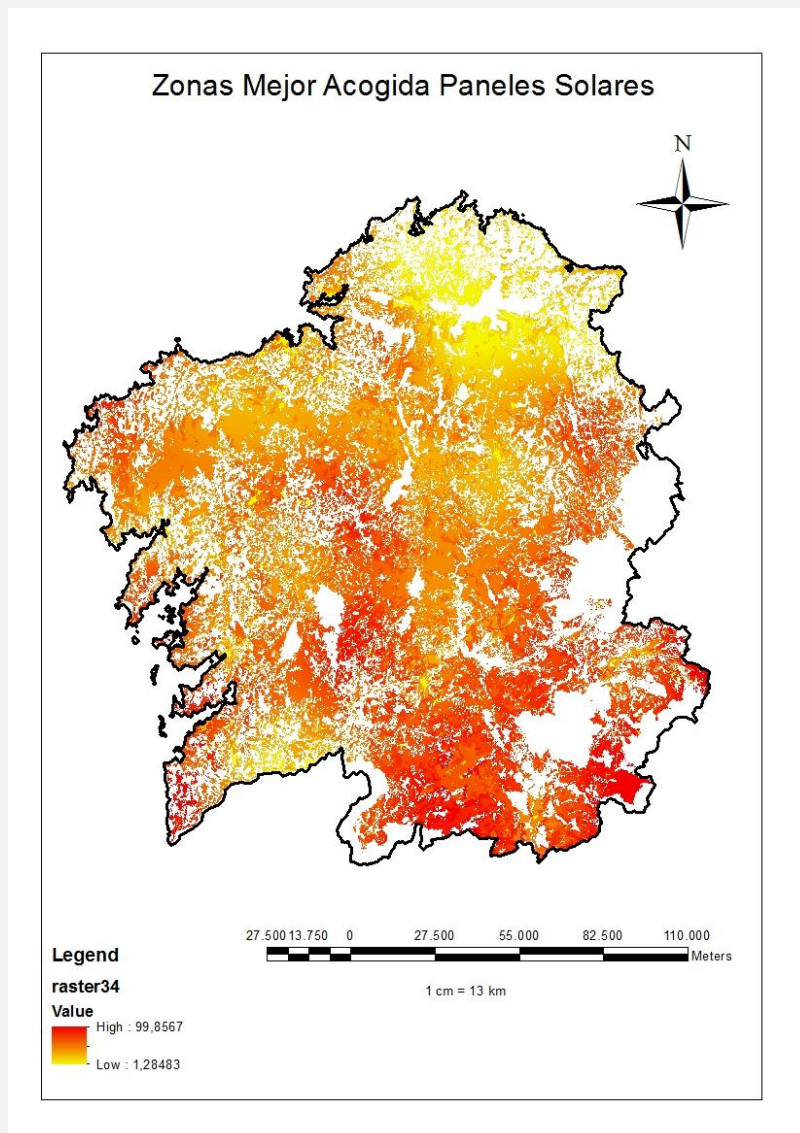 Zonas Mejor Acogida Paneles Solares
N
27.500 13.750 0 27.500 55.000 82.500 110.000
Meters
1 cm = 13 km
Legend
raster34
Value
High : 99,8567
Low : 1,28483